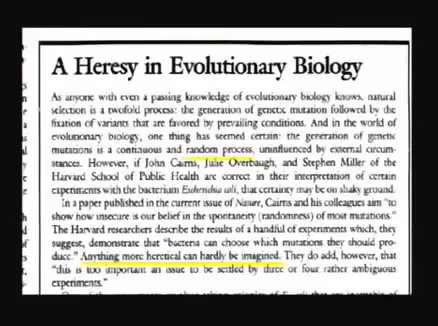 A Heresy in Evolutionary Biology
As anyone with even a passing knowledge of evolutionary biology knows, natural
selection is a twofold process: the generation of genetic mutation followed by the
fixation of variants that are favored by prevailing conditions. And in the world of
evolutionary biology, one thing has seemed certain: the generation of genetic
mutations is a continuous and random process, uninfluenced by external circum-
stances. However, if John Cairns, Julie Overbaugh, and Stephen Miller of the
Harvard School of Public Health are correct in their interpretation of certain
experiments with the bacterium Escherichia coli, that certainty may be on shaky ground.
In a paper published in the current issue of Nature, Cairns and his colleagues aim "to
show how insecure is our belief in the spontaneity (randomness) of most mutations."
The Harvard researchers describe the results of a handful of experiments which, they
suggest, demonstrate that "bacteria can choose which mutations they should pro-
duce." Anything more heretical can hardly be imagined. They do add, however, that
"this is too important an issue to be settled by three or four rather ambiguous
experiments."